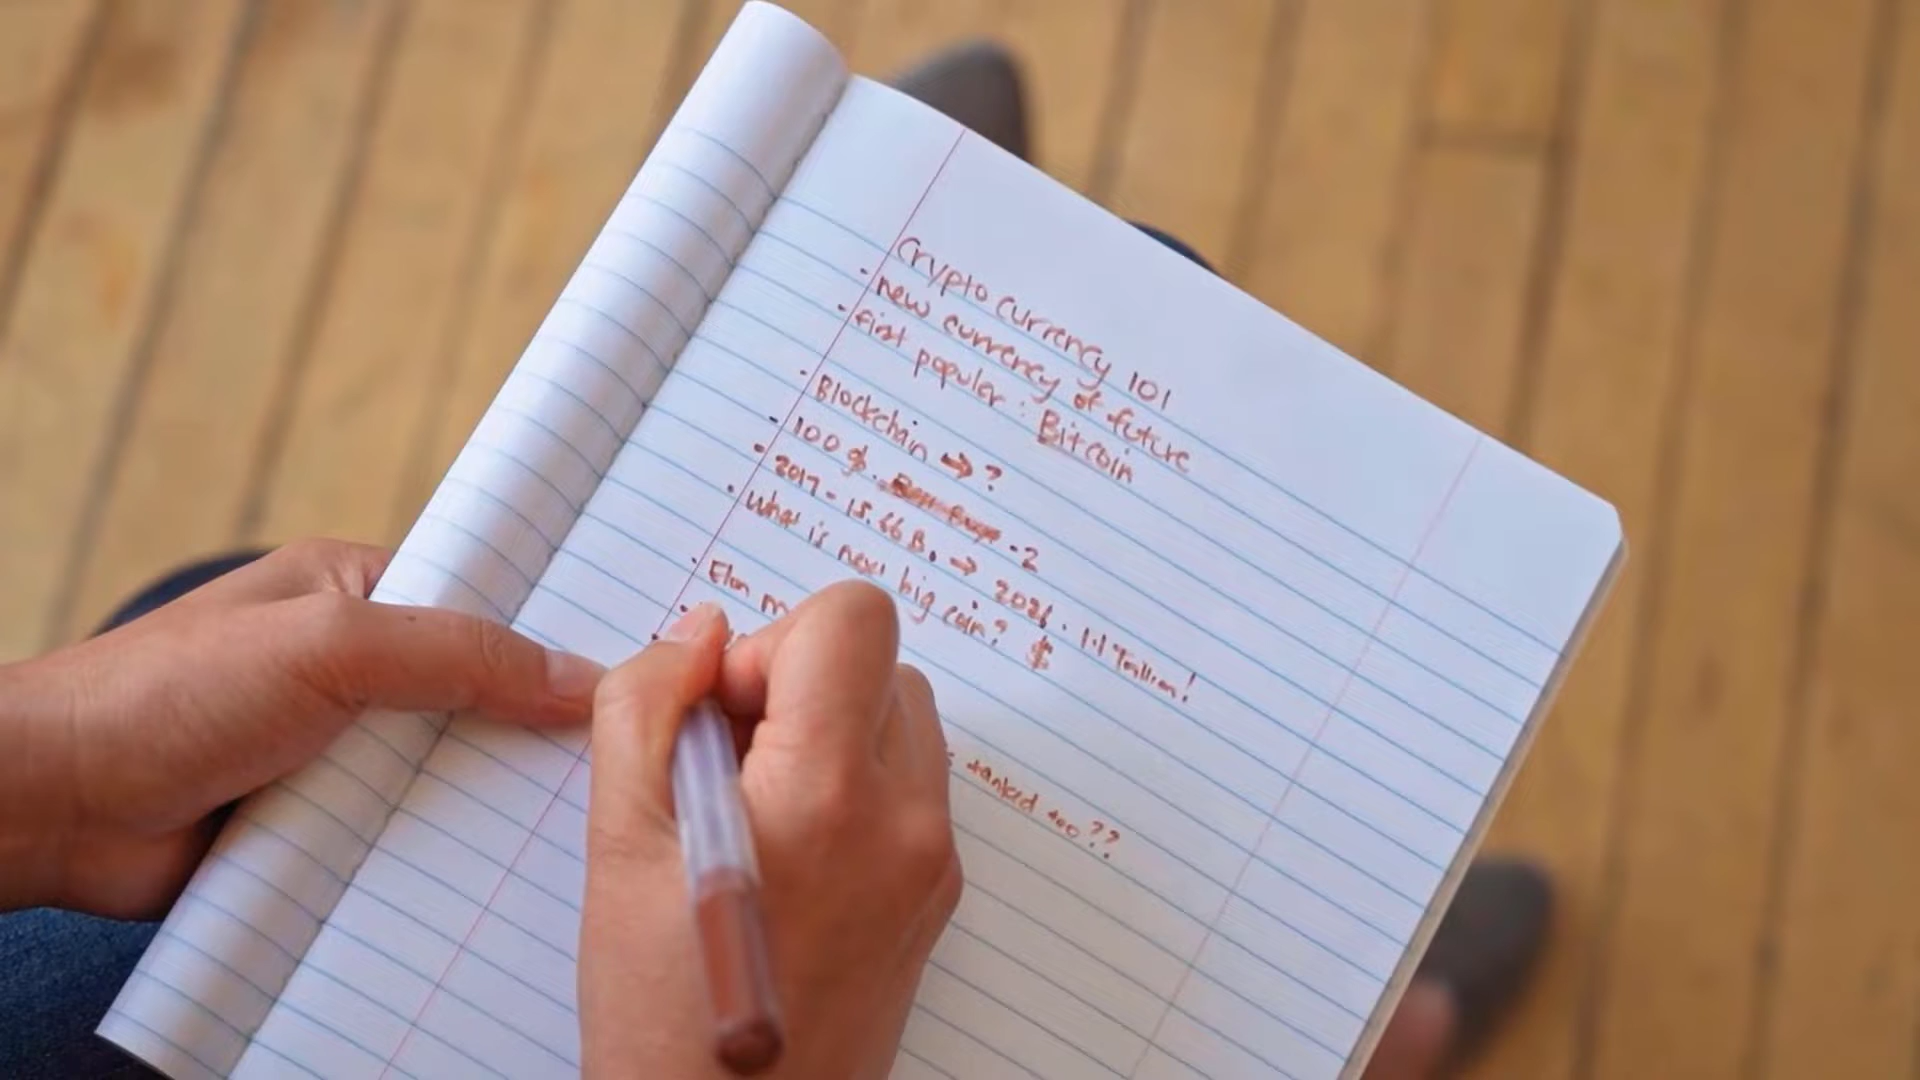 Crypto currency 101
- new currency of future
- first popular : Bitcoin
- Blockchain → ?
- 100 $. - 2
- 2017 - 15.66 B. → 2021. 1.1 Trillion!
- What is next big coin? $
- Elon m
tanked too ??